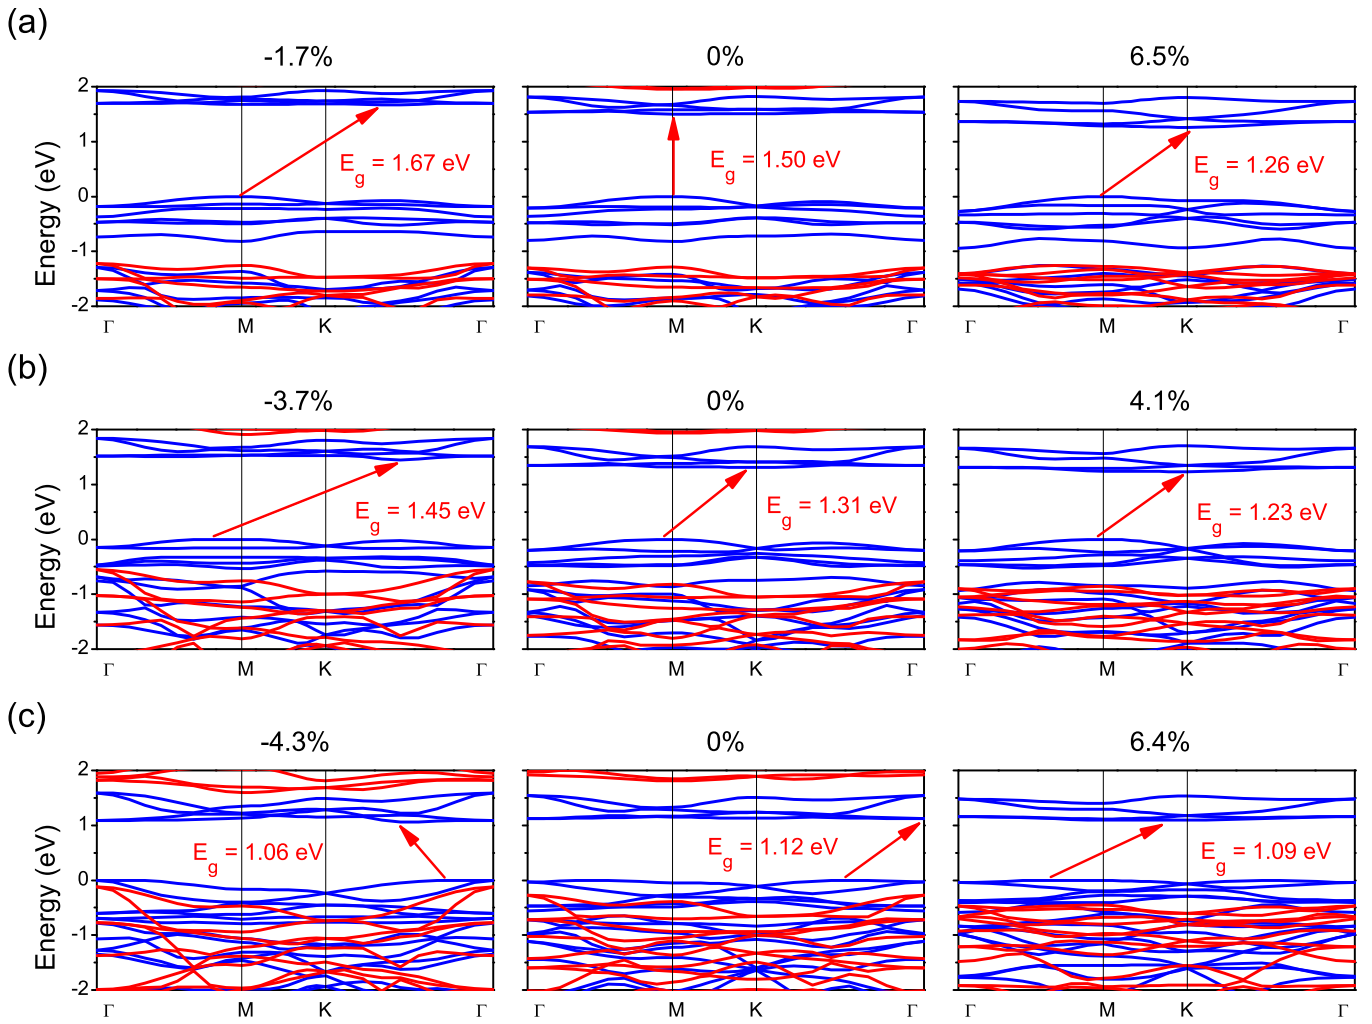 (a)
-1.7% 0% 6.5%
2
1
0
-1
-2
Energy (eV)
E_g = 1.67 eV
E_g = 1.50 eV
E_g = 1.26 eV
Γ M K Γ Γ M K Γ Γ M K Γ
(b)
-3.7% 0% 4.1%
2
1
0
-1
-2
Energy (eV)
E_g = 1.45 eV
E_g = 1.31 eV
E_g = 1.23 eV
Γ M K Γ Γ M K Γ Γ M K Γ
(c)
-4.3% 0% 6.4%
2
1
0
-1
-2
Energy (eV)
E_g = 1.06 eV
E_g = 1.12 eV
E_g = 1.09 eV
Γ M K Γ Γ M K Γ Γ M K Γ